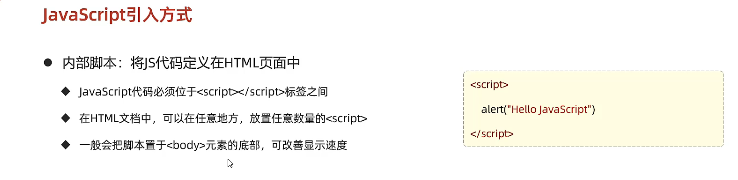 JavaScript引入方式
● 内部脚本：将JS代码定义在HTML页面中
◆ JavaScript代码必须位于<script></script>标签之间
◆ 在HTML文档中，可以在任意地方，放置任意数量的<script>
◆ 一般会把脚本置于<body>元素的底部，可改善显示速度
<script>
alert("Hello JavaScript")
</script>